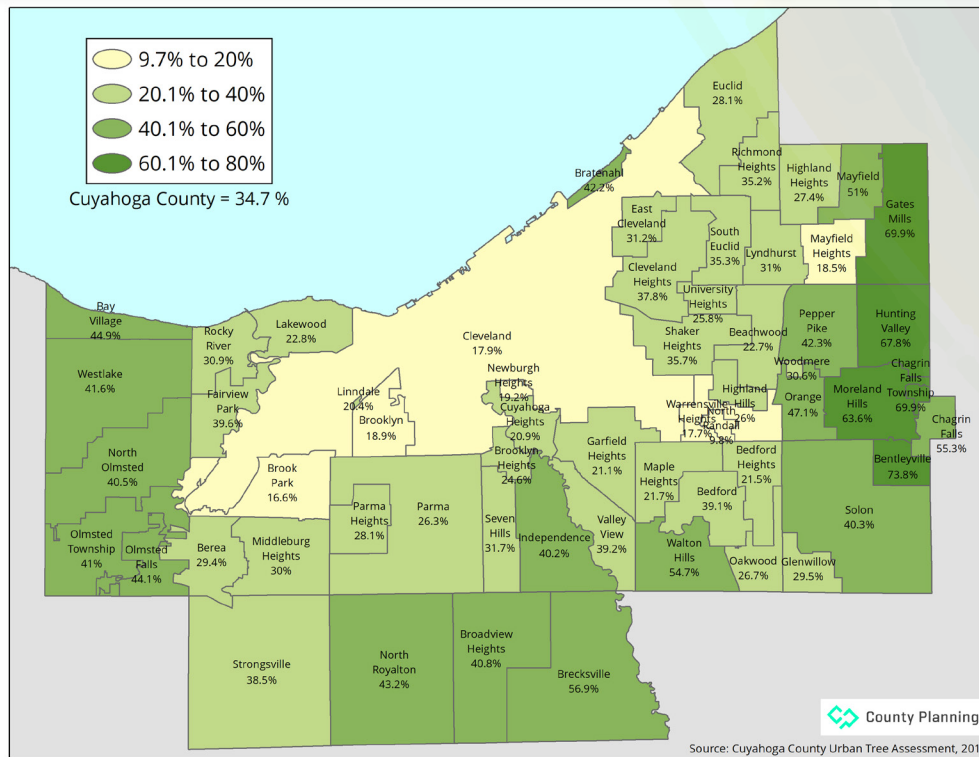 9.7% to 20%
20.1% to 40%
40.1% to 60%
60.1% to 80%
Cuyahoga County = 34.7 %
Euclid
28.1%
Richmond
Heights
35.2%
Highland
Heights
27.4%
Mayfield
51%
Gates
Mills
69.9%
Bratenahl
42.2%
East
Cleveland
31.2%
South
Euclid
35.3%
Lyndhurst
31%
Mayfield
Heights
18.5%
Cleveland
Heights
37.8%
University
Heights
25.8%
Bay
Village
44.9%
Rocky
River
30.9%
Lakewood
22.8%
Cleveland
17.9%
Shaker
Heights
35.7%
Beachwood
22.7%
Pepper
Pike
42.3%
Hunting
Valley
67.8%
Westlake
41.6%
Fairview
Park
39.6%
Linndale
20.4%
Brooklyn
18.9%
Newburgh Heights
19.2%
Cuyahoga
Heights
20.9%
Brooklyn
Heights
24.6%
Woodmere
30.6%
Orange
47.1%
Moreland
Hills
63.6%
Chagrin Falls
Township
69.9%
Chagrin
Falls
55.3%
Highland
Hills
26%
Warrensville
Heights
17.7%
North
Randall
9.8%
Bentleyville
73.8%
North
Olmsted
40.5%
Brook
Park
16.6%
Garfield
Heights
21.1%
Maple
Heights
21.7%
Bedford
Heights
21.5%
Bedford
39.1%
Solon
40.3%
Olmsted
Township
41%
Olmsted
Falls
44.1%
Berea
29.4%
Middleburg
Heights
30%
Parma
Heights
28.1%
Parma
26.3%
Seven
Hills
31.7%
Independence
40.2%
Valley
View
39.2%
Walton
Hills
54.7%
Oakwood
26.7%
Glenwillow
29.5%
Strongsville
38.5%
North
Royalton
43.2%
Broadview
Heights
40.8%
Brecksville
56.9%
County Planning
Source: Cuyahoga County Urban Tree Assessment, 201